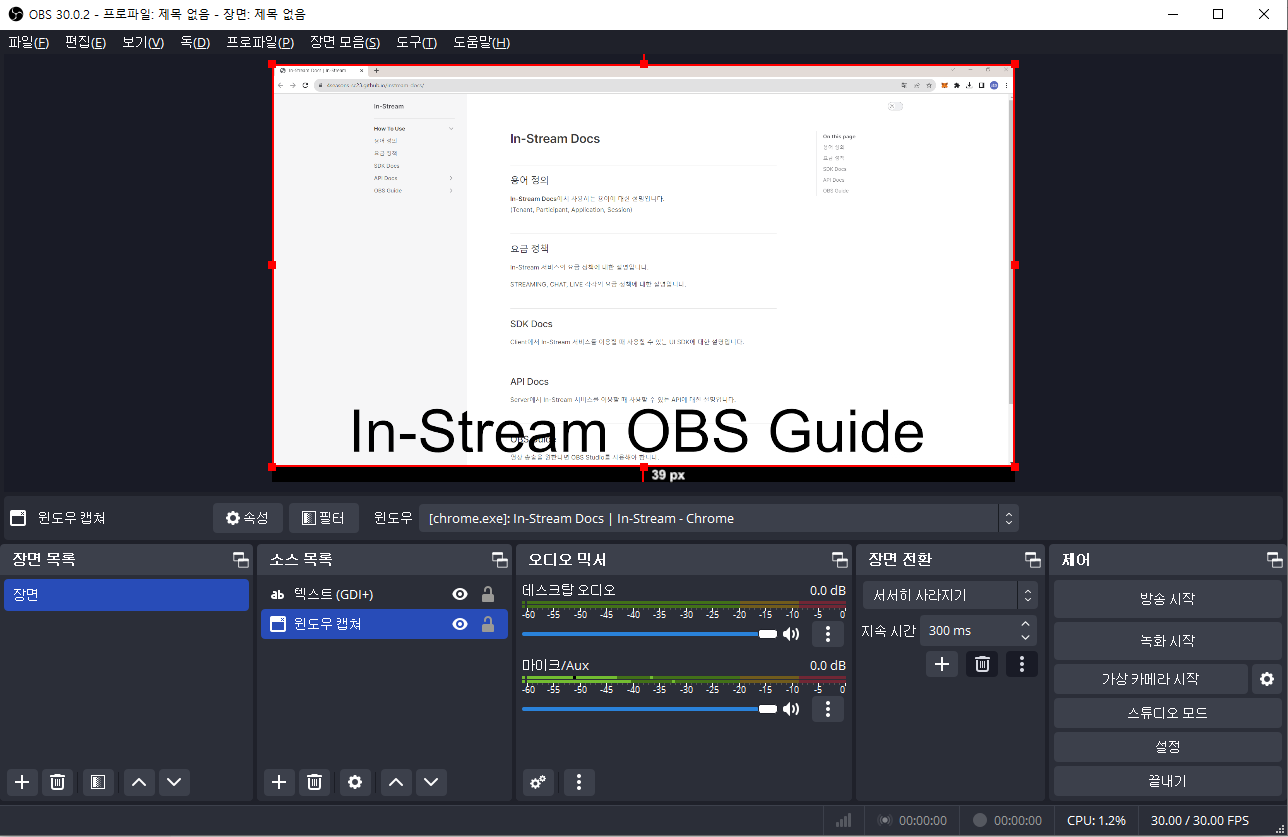 OBS 30.0.2 - 프로파일: 제목 없음 - 장면: 제목 없음
파일(F) 편집(E) 보기(V) 독(D) 프로파일(P) 장면 모음(S) 도구(T) 도움말(H)
In-Stream Docs | In-Stream
In-Stream
How To Use
용어 정의
요금 정책
SDK Docs
API Docs
OBS Guide
In-Stream Docs
용어 정의
In-Stream Docs에서 사용하는 용어에 대한 설명입니다.
(Tenant, Participant, Application, Session)
요금 정책
In-Stream 서비스의 요금 정책에 대한 설명입니다.
STREAMING, CHAT, LIVE 각각의 요금 정책에 대한 설명입니다.
SDK Docs
Client에서 In-Stream 서비스를 이용할 때 사용할 수 있는 UI SDK에 대한 설명입니다.
API Docs
Server에서 In-Stream 서비스를 이용할 때 사용할 수 있는 API에 대한 설명입니다.
OBS Guide
영상 송출을 원한다면 OBS Studio를 사용해야 합니다.
On this page
용어 정의
요금 정책
SDK Docs
API Docs
OBS Guide
In-Stream OBS Guide
39 px
윈도우 캡쳐 속성 필터 윈도우 [chrome.exe]: In-Stream Docs | In-Stream - Chrome
장면 목록
장면
소스 목록
ab 텍스트 (GDI+)
윈도우 캡쳐
오디오 믹서
데스크탑 오디오 0.0 dB
-60 -55 -50 -45 -40 -35 -30 -25 -20 -15 -10 -5 0
마이크/Aux 0.0 dB
-60 -55 -50 -45 -40 -35 -30 -25 -20 -15 -10 -5 0
장면 전환
서서히 사라지기
지속 시간 300 ms
제어
방송 시작
녹화 시작
가상 카메라 시작
스튜디오 모드
설정
끝내기
00:00:00 00:00:00 CPU: 1.2% 30.00 / 30.00 FPS